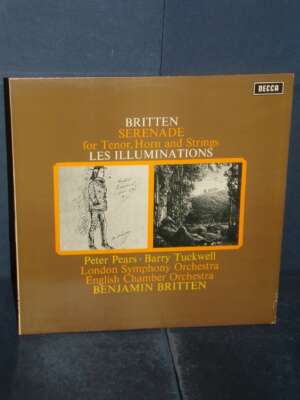 DECCA
BRITTEN
SERENADE
for Tenor, Horn and Strings
LES ILLUMINATIONS
Peter Pears · Barry Tuckwell
London Symphony Orchestra
English Chamber Orchestra
BENJAMIN BRITTEN